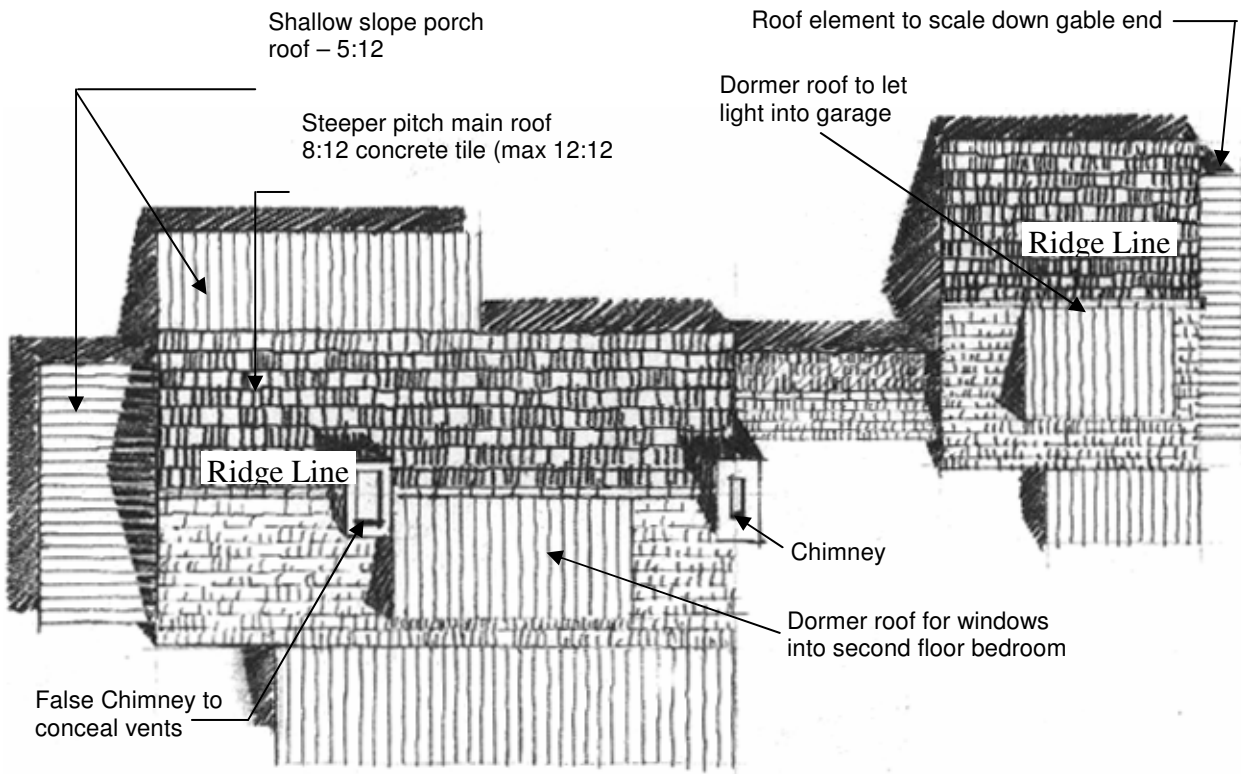 Shallow slope porch
roof – 5:12
Roof element to scale down gable end
Dormer roof to let
light into garage
Steeper pitch main roof
8:12 concrete tile (max 12:12
Ridge Line
Ridge Line
Chimney
Dormer roof for windows
into second floor bedroom
False Chimney to
conceal vents